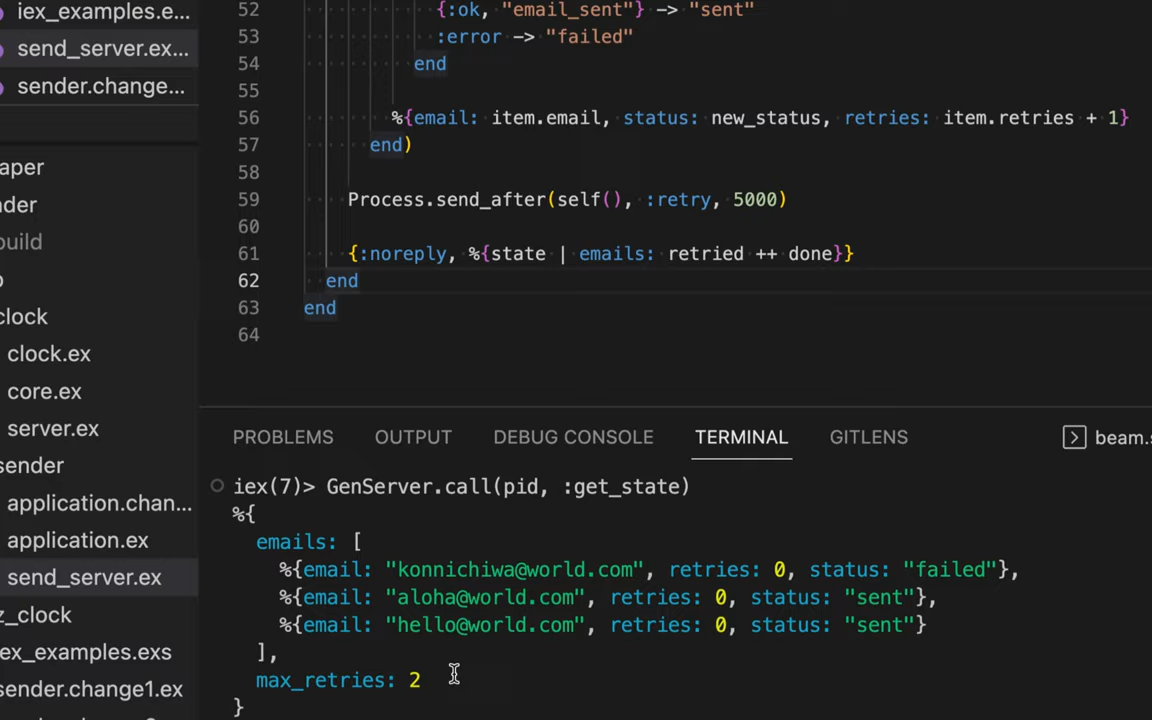 iex_examples.e...
send_server.ex...
sender.change...
aper
der
uild
o
clock
clock.ex
core.ex
server.ex
sender
application.chan...
application.ex
send_server.ex
z_clock
ex_examples.exs
sender.change1.ex
52 {:ok, "email_sent"} -> "sent"
53 :error -> "failed"
54 end
55
56 %{email: item.email, status: new_status, retries: item.retries + 1}
57 end)
58
59 Process.send_after(self(), :retry, 5000)
60
61 {:noreply, %{state | emails: retried ++ done}}
62 end
63 end
64
PROBLEMS OUTPUT DEBUG CONSOLE TERMINAL GITLENS beam.s
iex(7)> GenServer.call(pid, :get_state)
%{
emails: [
%{email: "konnichiwa@world.com", retries: 0, status: "failed"},
%{email: "aloha@world.com", retries: 0, status: "sent"},
%{email: "hello@world.com", retries: 0, status: "sent"}
],
max_retries: 2
}